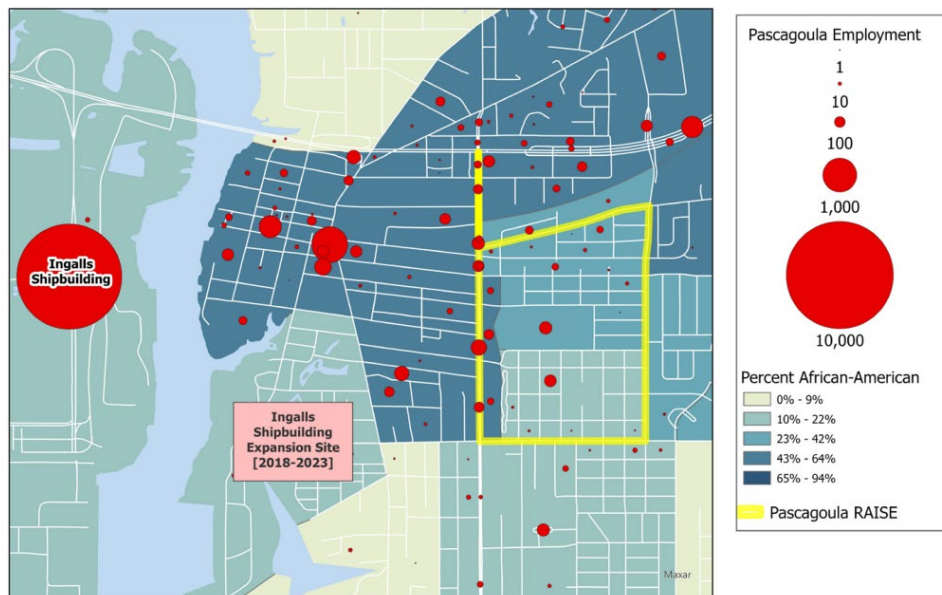 Ingalls
Shipbuilding
Ingalls
Shipbuilding
Expansion Site
[2018-2023]
Maxar
Pascagoula Employment
1
10
100
1,000
10,000
Percent African-American
0% - 9%
10% - 22%
23% - 42%
43% - 64%
65% - 94%
Pascagoula RAISE